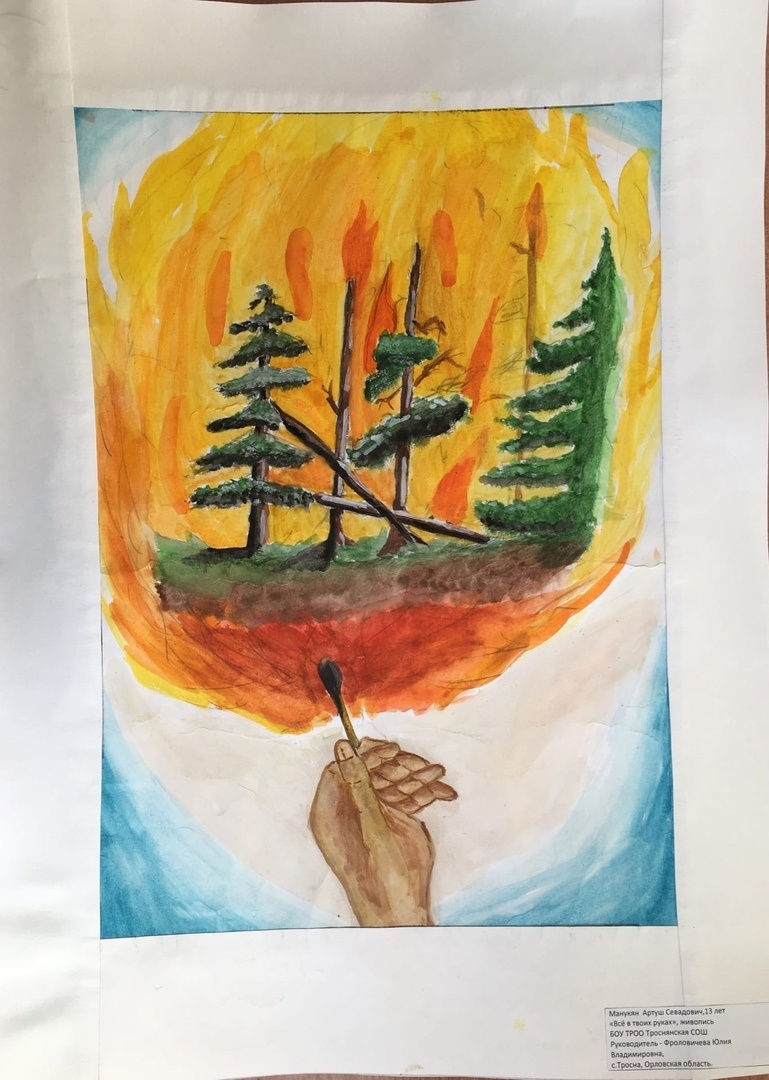 Манукян Артуш Севадович,13 лет
«Всё в твоих руках», живопись
БОУ ТРОО Троснянская СОШ
Руководитель - Фроловичева Юлия
Владимировна,
с.Тросна, Орловская область.